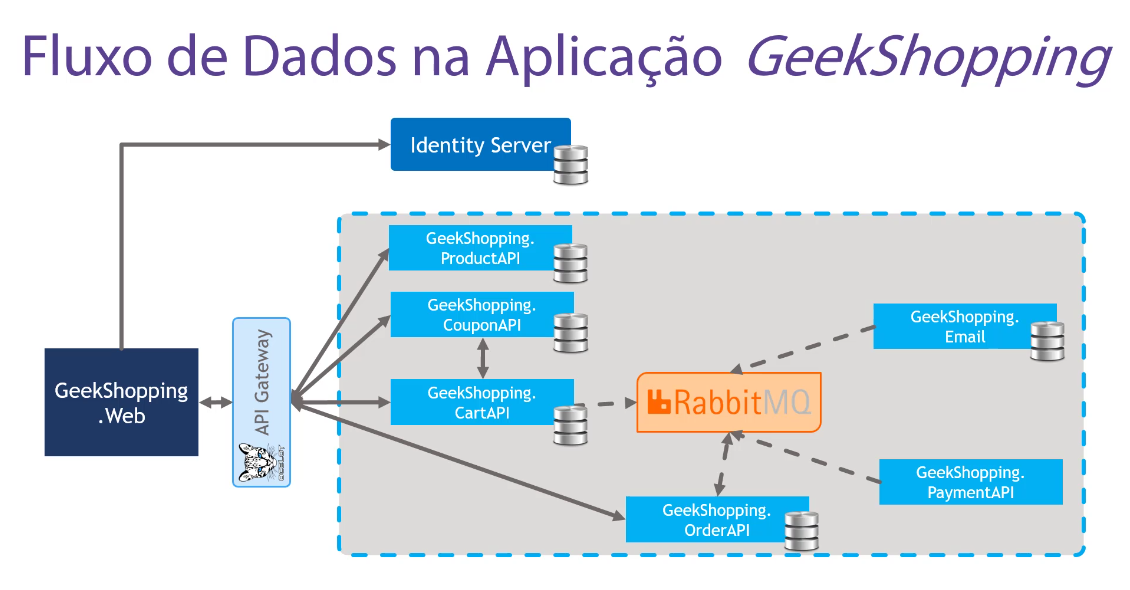 Fluxo de Dados na Aplicação GeekShopping
Identity Server
GeekShopping.
ProductAPI
GeekShopping.
CouponAPI
GeekShopping.
Email
API Gateway
GeekShopping
.Web
GeekShopping.
CartAPI
RabbitMQ
GeekShopping.
PaymentAPI
GeekShopping.
OrderAPI